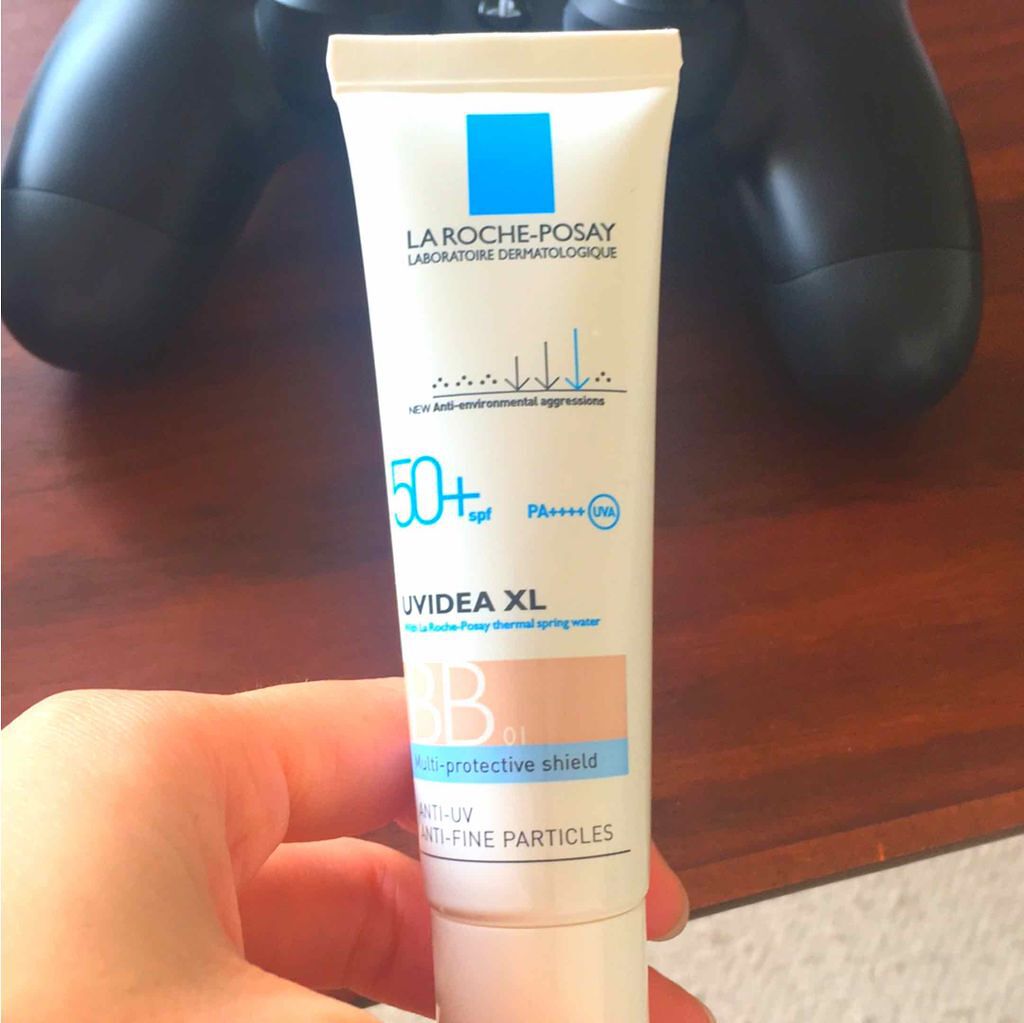 LA ROCHE-POSAY
LABORATOIRE DERMATOLOGIQUE
NEW Anti-environmental aggressions
50+ spf PA++++ UVA
UVIDEA XL
With La Roche-Posay thermal spring water
BB 01
Multi-protective shield
ANTI-UV
ANTI-FINE PARTICLES